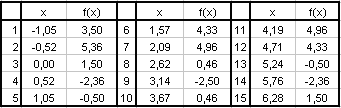 x f(x) x f(x) x f(x)
1 -1,05 3,50 6 1,57 4,33 11 4,19 4,96
2 -0,52 5,36 7 2,09 4,96 12 4,71 4,33
3 0,00 1,50 8 2,62 0,46 13 5,24 -0,50
4 0,52 -2,36 9 3,14 -2,50 14 5,76 -2,36
5 1,05 -0,50 10 3,67 0,46 15 6,28 1,50